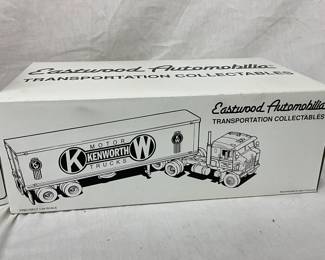 Eastwood Automobilia
TRANSPORTATION COLLECTABLES
Eastwood Automobilia
TRANSPORTATION COLLECTABLES
MOTOR
K KENWORTH W
TRUCKS